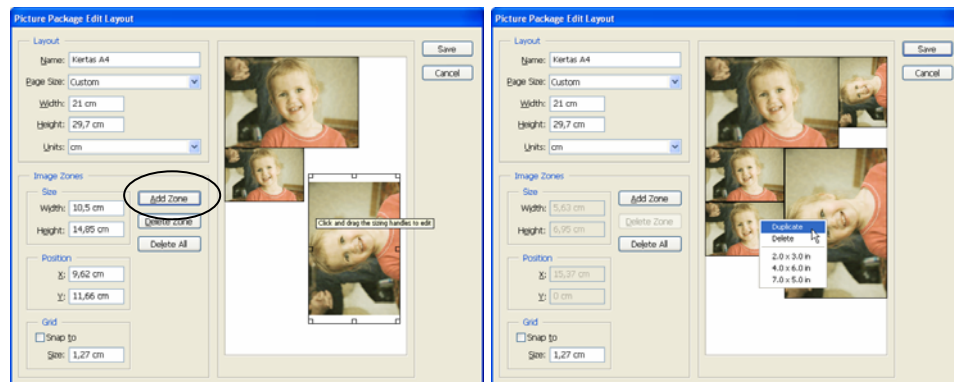 Picture Package Edit Layout
Layout
Name: Kertas A4
Page Size: Custom
Width: 21 cm
Height: 29,7 cm
Units: cm
Image Zones
Size
Width: 10,5 cm
Height: 14,85 cm
Add Zone
Delete Zone
Delete All
Position
X: 9,62 cm
Y: 11,66 cm
Grid
Snap to
Size: 1,27 cm
Click and drag the sizing handles to edit
Save
Cancel
Picture Package Edit Layout
Layout
Name: Kertas A4
Page Size: Custom
Width: 21 cm
Height: 29,7 cm
Units: cm
Image Zones
Size
Width: 5,63 cm
Height: 6,95 cm
Add Zone
Delete Zone
Delete All
Position
X: 15,37 cm
Y: 0 cm
Grid
Snap to
Size: 1,27 cm
Duplicate
Delete
2.0 x 3.0 in
4.0 x 6.0 in
7.0 x 5.0 in
Save
Cancel